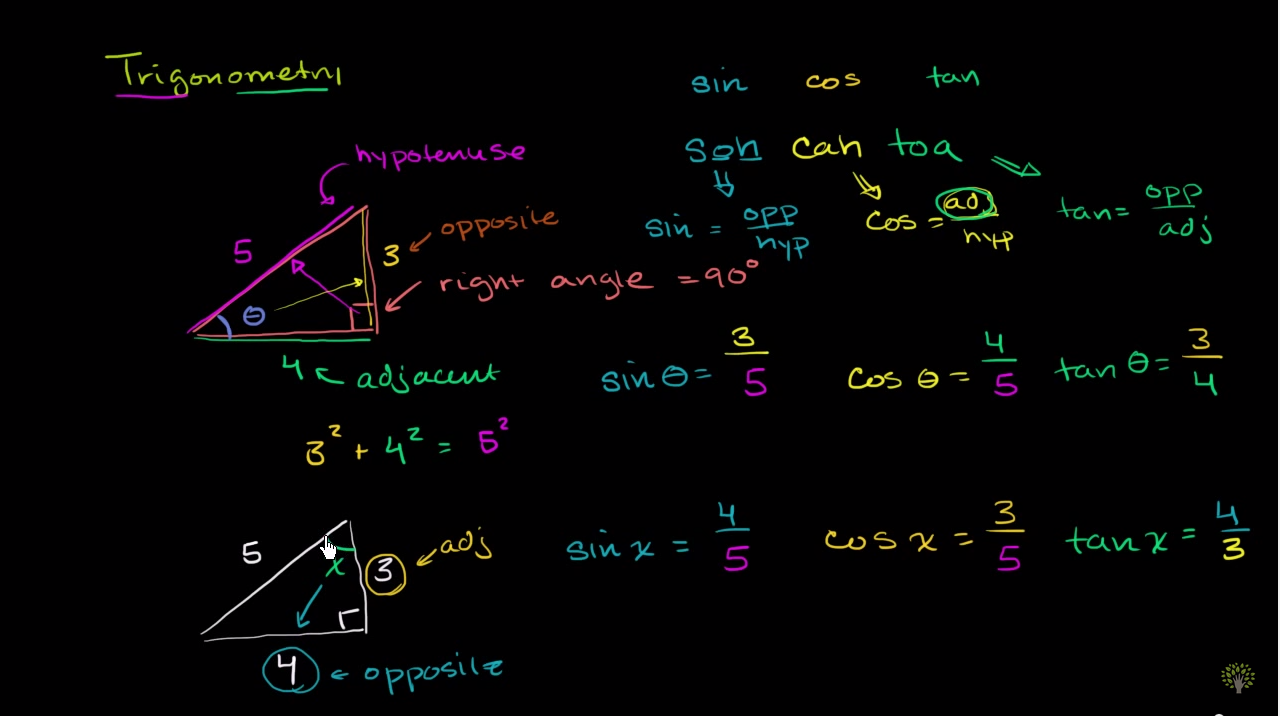 Trigonometry
sin cos tan
hypotenuse
soh cah toa
5
3
opposite
sin = opp/hyp
cos = adj/hyp
tan = opp/adj
θ
right angle = 90°
4 adjacent
sin θ = 3/5
cos θ = 4/5
tan θ = 3/4
3² + 4² = 5²
5
x
3 adj
sin x = 4/5
cos x = 3/5
tan x = 4/3
4 opposite